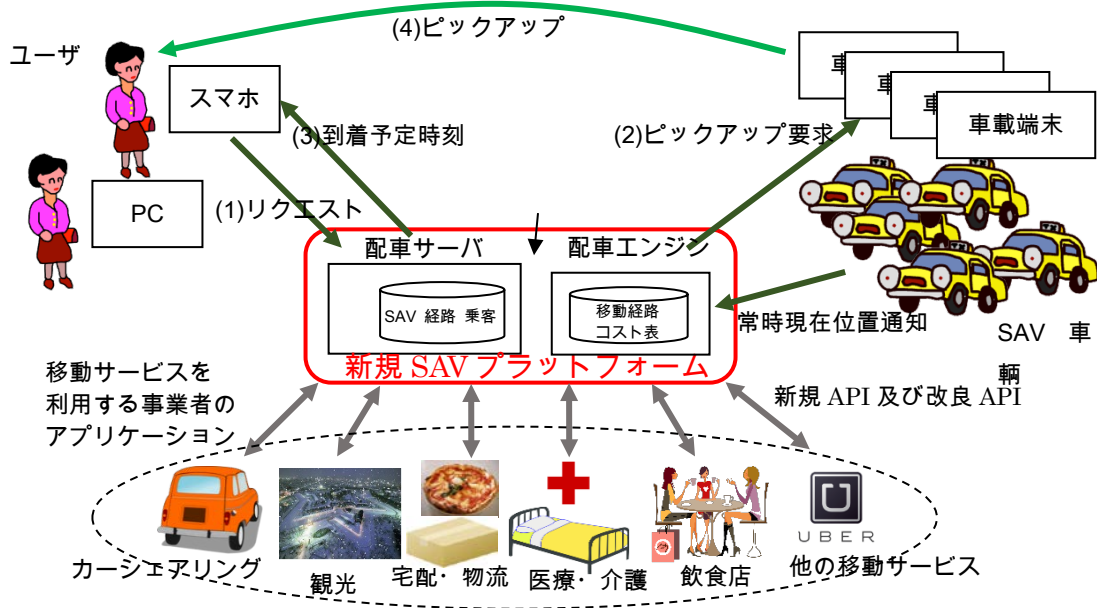 (4)ピックアップ
ユーザ
スマホ
車
車
車
車載端末
(3)到着予定時刻
(2)ピックアップ要求
PC
(1)リクエスト
配車サーバ
配車エンジン
SAV 経路 乗客
移動経路
コスト表
常時現在位置通知
SAV 車
輌
新規 SAV プラットフォーム
移動サービスを
利用する事業者の
アプリケーション
新規 API 及び改良 API
U
UBER
カーシェアリング
観光
宅配・物流
医療・介護
飲食店
他の移動サービス